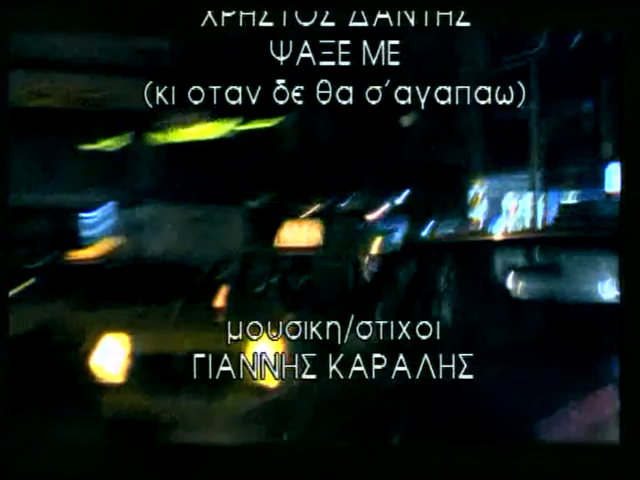 ΧΡΗΣΤΟΣ ΔΑΝΤΗΣ
ΨΑΞΕ ΜΕ
(κι οταν δε θα σ'αγαπαω)
μουσικη/στιχοι
ΓΙΑΝΝΗΣ ΚΑΡΑΛΗΣ